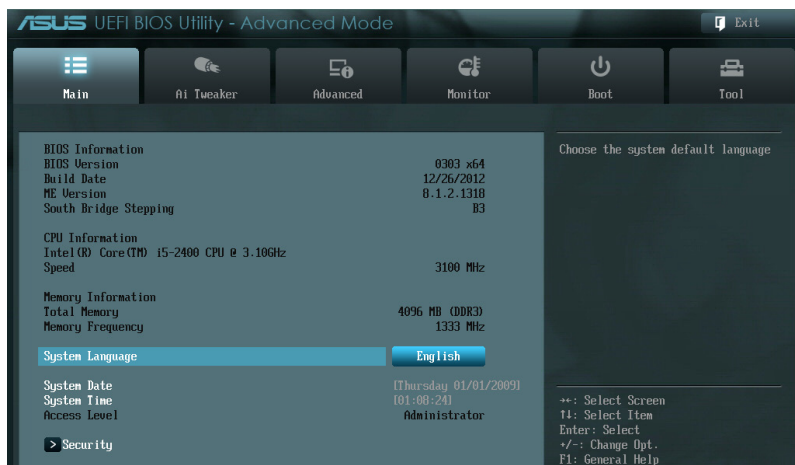 ASUS UEFI BIOS Utility - Advanced Mode
Exit
Main
Ai Tweaker
Advanced
Monitor
Boot
Tool
BIOS Information
BIOS Version 0303 x64
Build Date 12/26/2012
ME Version 8.1.2.1318
South Bridge Stepping B3
CPU Information
Intel(R) Core(TM) i5-2400 CPU @ 3.10GHz
Speed 3100 MHz
Memory Information
Total Memory 4096 MB (DDR3)
Memory Frequency 1333 MHz
System Language English
System Date [Thursday 01/01/2009]
System Time [01:08:24]
Access Level Administrator
> Security
Choose the system default language
→←: Select Screen
↑↓: Select Item
Enter: Select
+/-: Change Opt.
F1: General Help